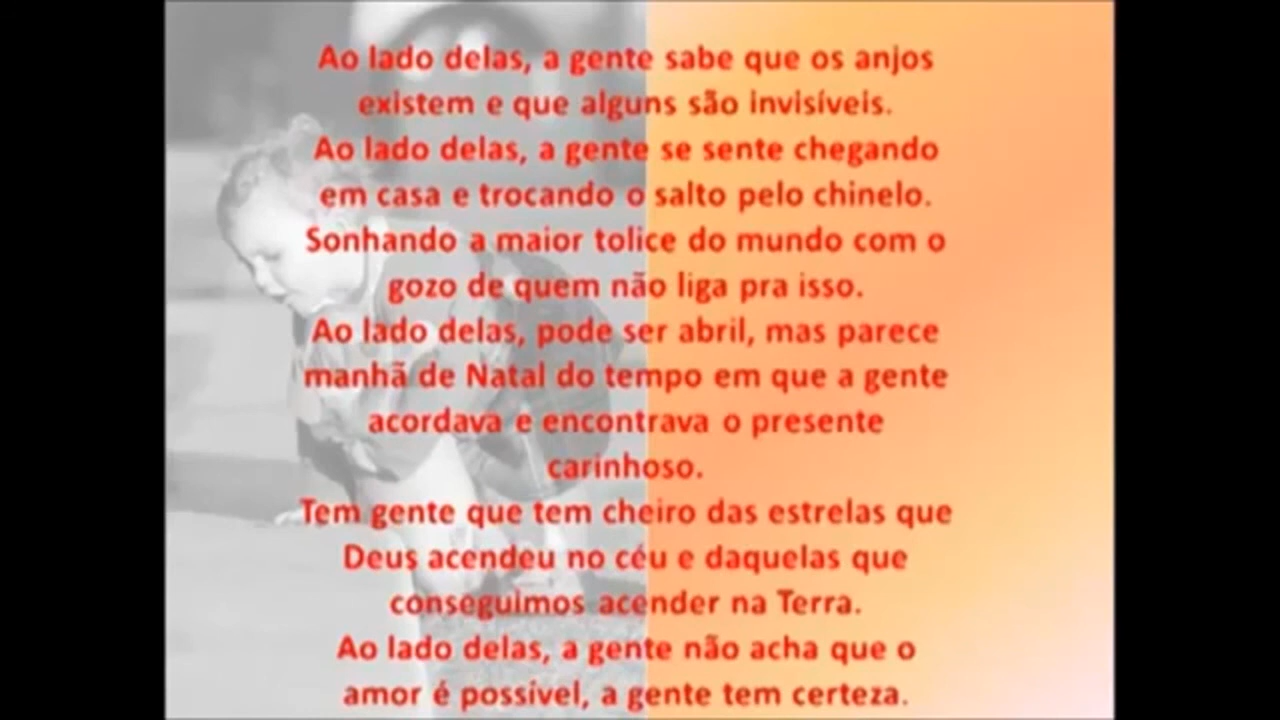 Ao lado delas, a gente sabe que os anjos
existem e que alguns são invisíveis.
Ao lado delas, a gente se sente chegando
em casa e trocando o salto pelo chinelo.
Sonhando a maior tolice do mundo com o
gozo de quem não liga pra isso.
Ao lado delas, pode ser abril, mas parece
manhã de Natal do tempo em que a gente
acordava e encontrava o presente
carinhoso.
Tem gente que tem cheiro das estrelas que
Deus acendeu no céu e daquelas que
conseguimos acender na Terra.
Ao lado delas, a gente não acha que o
amor é possível, a gente tem certeza.